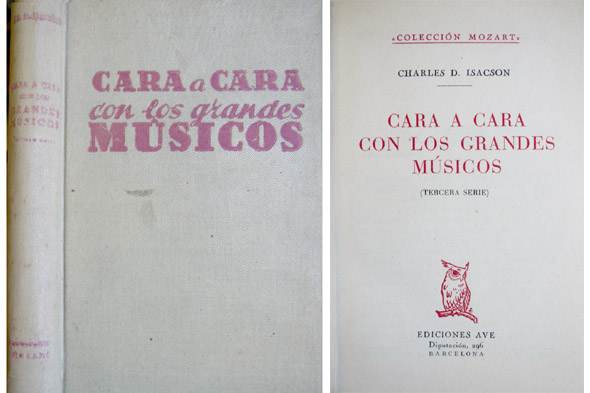 CARA A CARA
CON LOS
GRANDES
MÚSICOS
CARA a CARA
con los grandes
MÚSICOS
«COLECCIÓN MOZART»
CHARLES D. ISACSON
CARA A CARA
CON LOS GRANDES
MÚSICOS
(TERCERA SERIE)
EDICIONES AVE
Diputación, 296
BARCELONA